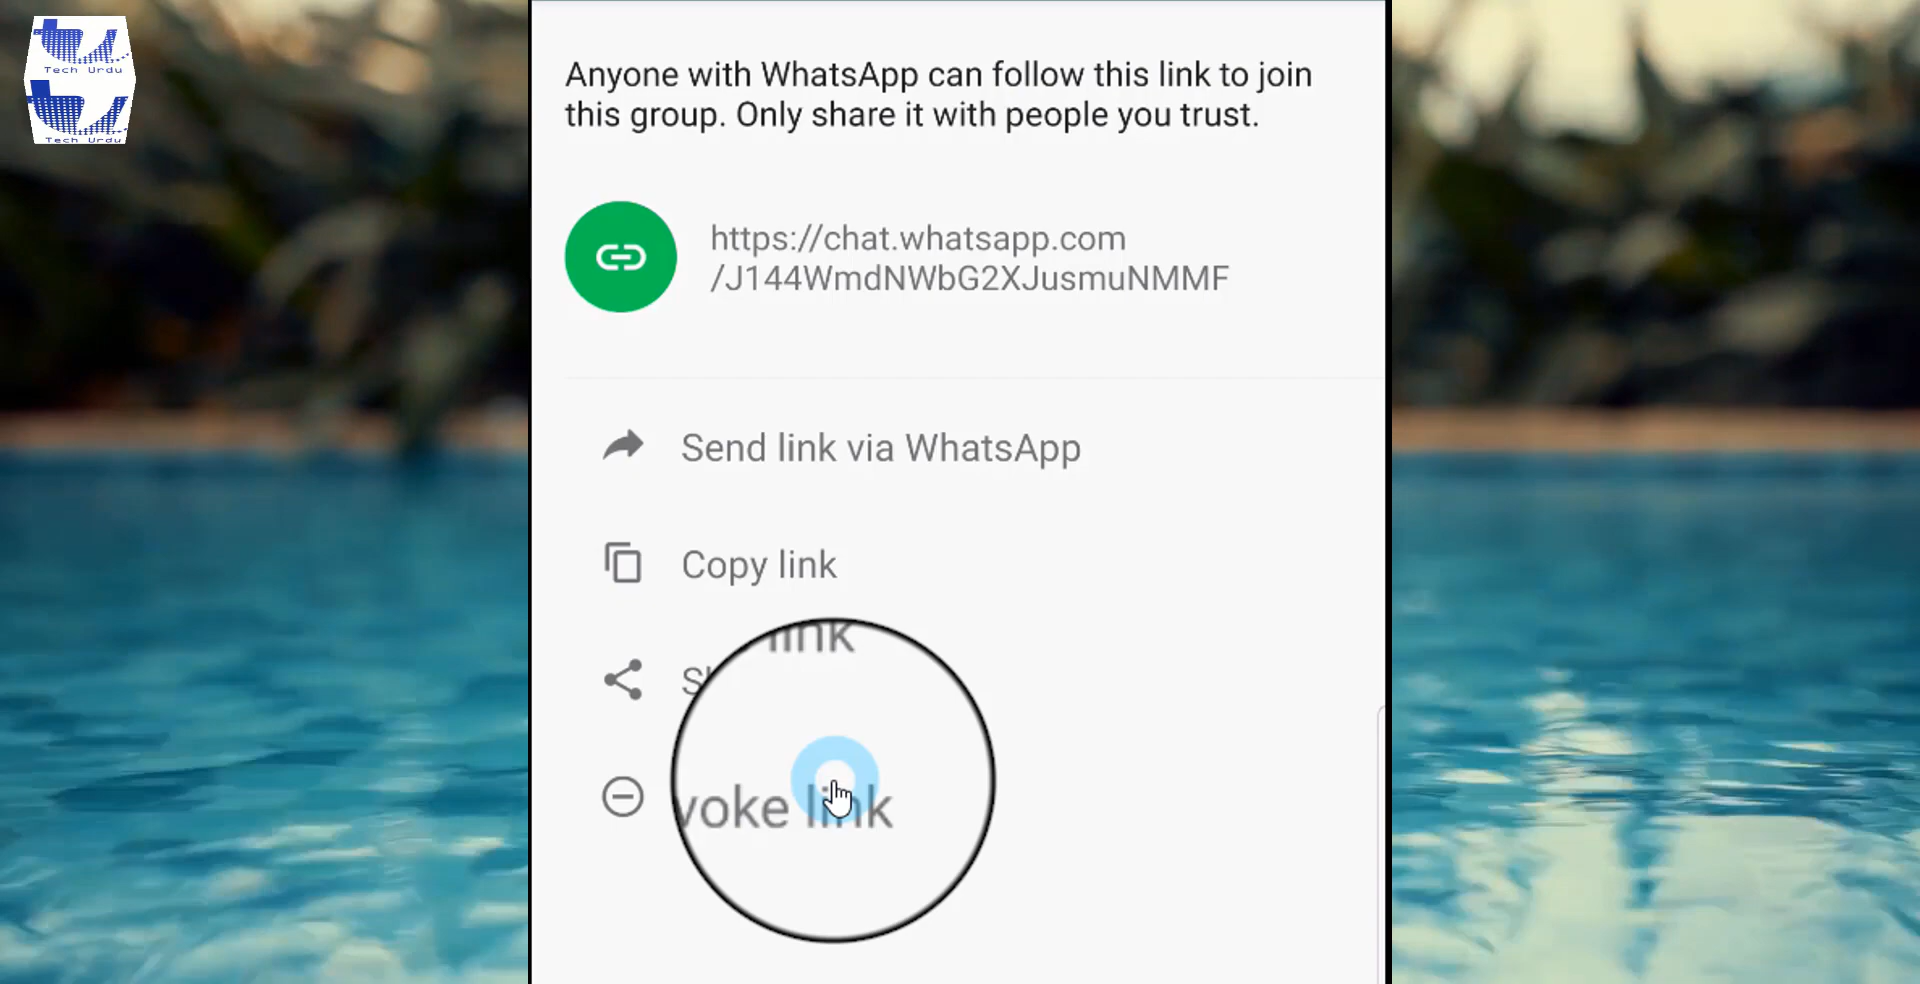 Tech Urdu
Tech Urdu
Anyone with WhatsApp can follow this link to join
this group. Only share it with people you trust.
https://chat.whatsapp.com
/J144WmdNWbG2XJusmuNMMF
Send link via WhatsApp
Copy link
link
voke link